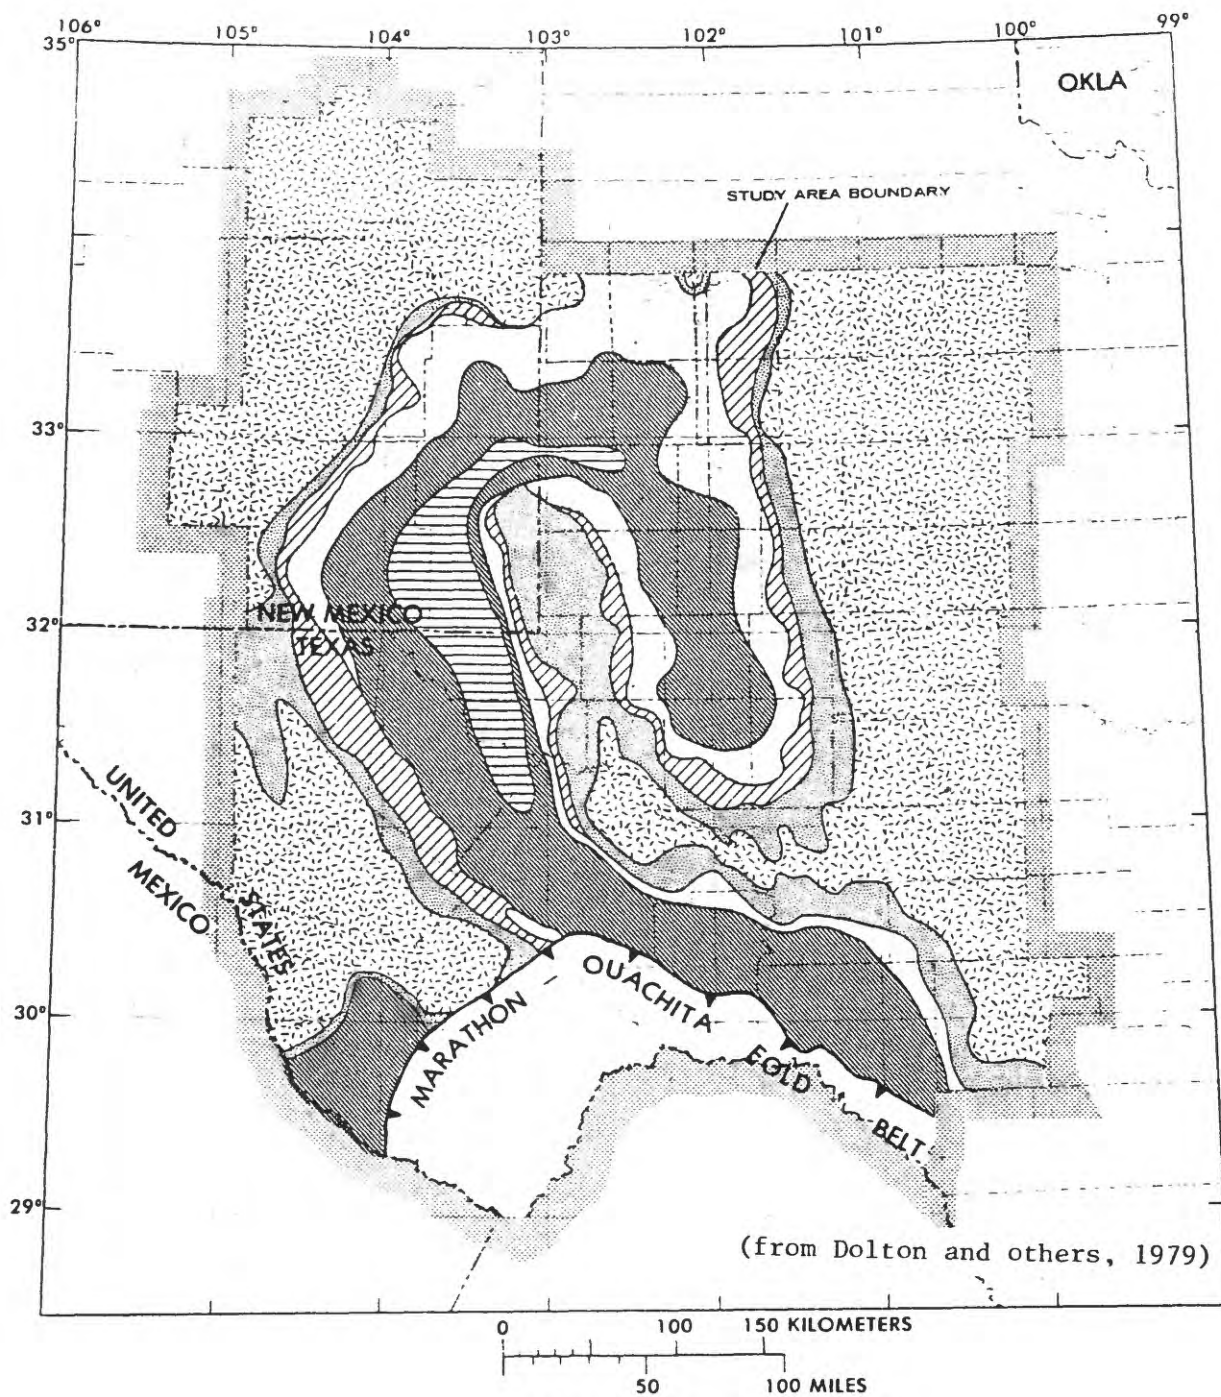 106° 105° 104° 103° 102° 101° 100° 99°
35°
OKLA
STUDY AREA BOUNDARY
33°
NEW MEXICO
32°
TEXAS
31°
UNITED STATES
MEXICO
30°
MARATHON OUACHITA FOLD BELT
29°
(from Dolton and others, 1979)
0 100 150 KILOMETERS
50 100 MILES